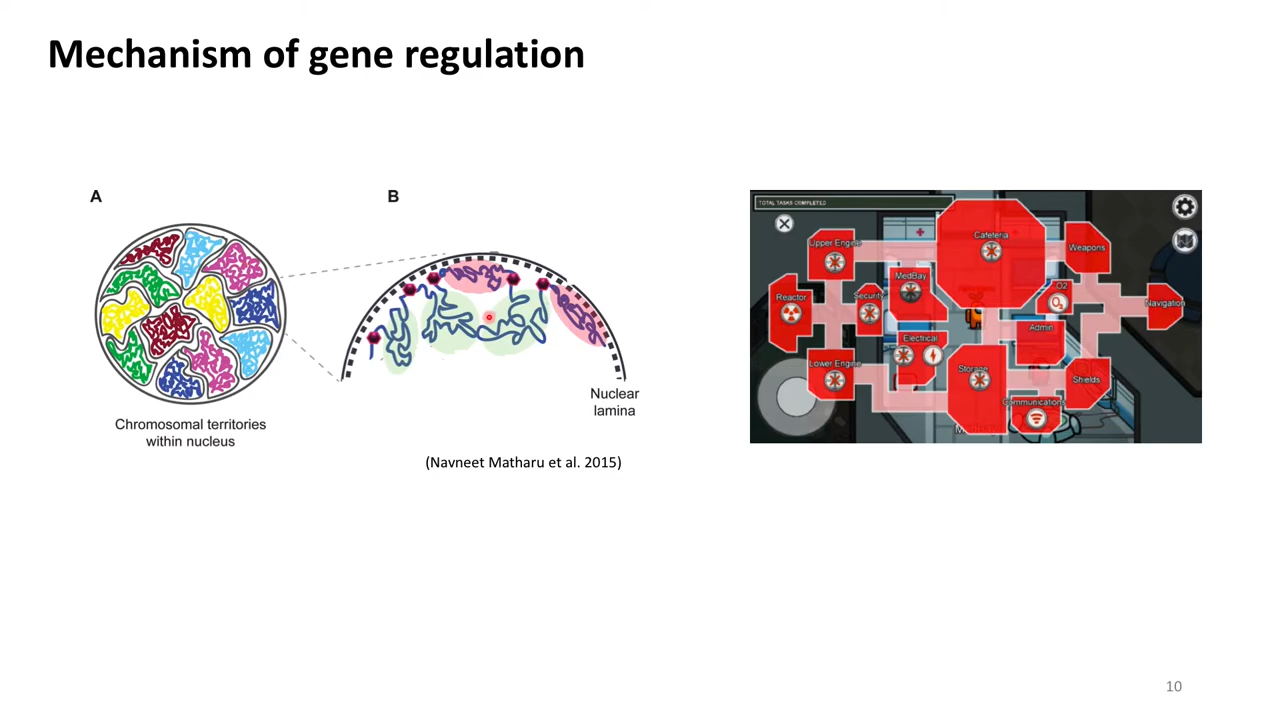 Mechanism of gene regulation
A
B
Chromosomal territories
within nucleus
Nuclear
lamina
(Navneet Matharu et al. 2015)
TOTAL TASKS COMPLETED
Cafeteria
Upper Engine
Weapons
MedBay
O2
Reactor
Security
Navigation
Admin
Electrical
Lower Engine
Storage
Shields
Communications
10